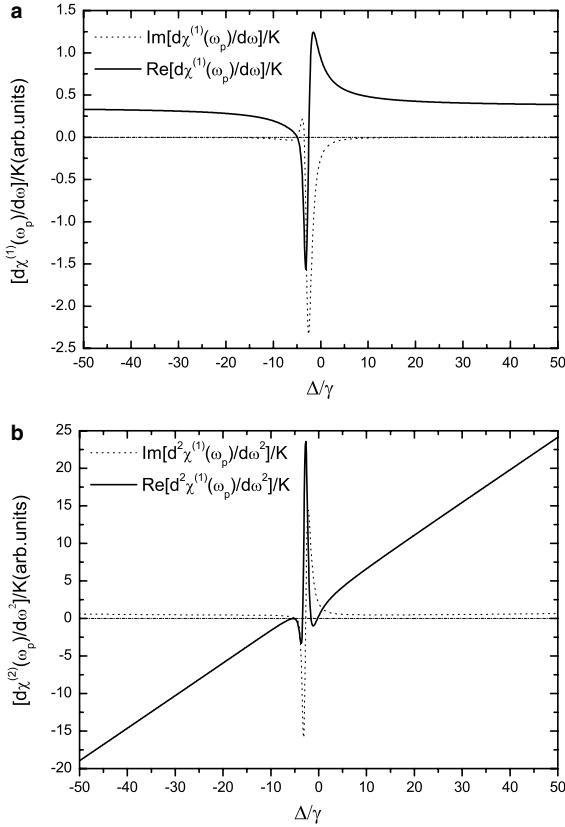 a
Im[dχ⁽¹⁾(ωₚ)/dω]/K
Re[dχ⁽¹⁾(ωₚ)/dω]/K
[dχ⁽¹⁾(ωₚ)/dω]/K(arb.units)
1.5
1.0
0.5
0.0
-0.5
-1.0
-1.5
-2.0
-2.5
-50 -40 -30 -20 -10 0 10 20 30 40 50
Δ/γ
b
Im[d²χ⁽¹⁾(ωₚ)/dω²]/K
Re[d²χ⁽¹⁾(ωₚ)/dω²]/K
[dχ⁽²⁾(ωₚ)/dω²]/K(arb.units)
25
20
15
10
5
0
-5
-10
-15
-20
-50 -40 -30 -20 -10 0 10 20 30 40 50
Δ/γ